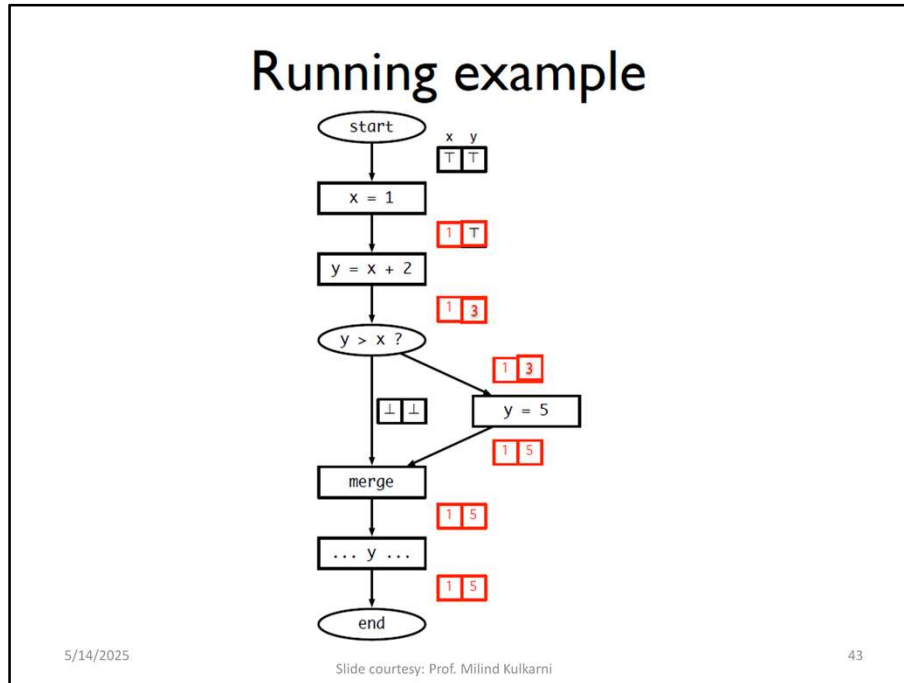 Running example
start
x y
⊤ ⊤
x = 1
1 ⊤
y = x + 2
1 3
y > x ?
1 3
⊥ ⊥
y = 5
1 5
merge
1 5
... y ...
1 5
end
5/14/2025
Slide courtesy: Prof. Milind Kulkarni
43